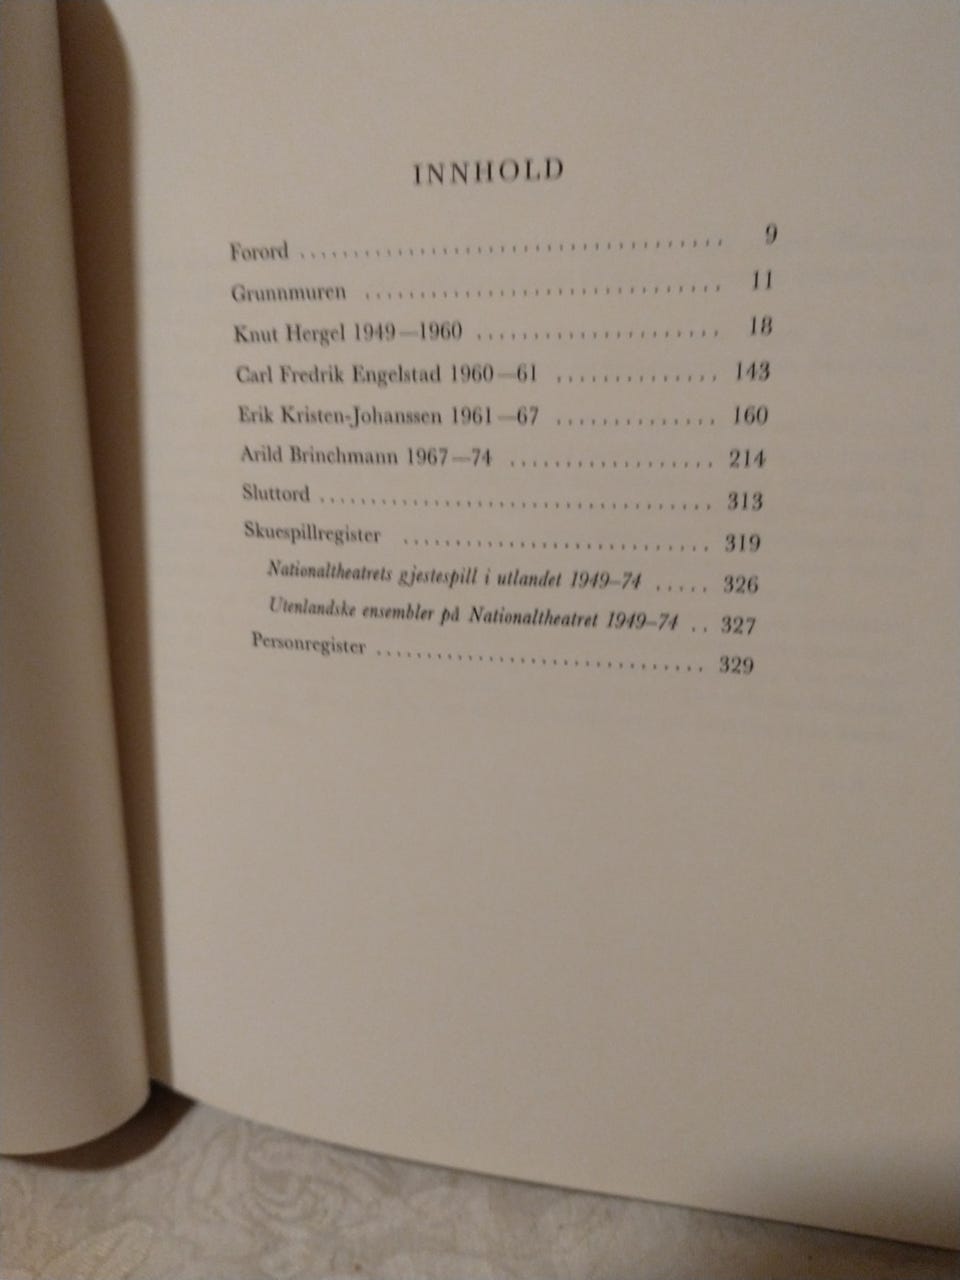 INNHOLD
Forord ........................................ 9
Grunnmuren .................................. 11
Knut Hergel 1949—1960 ..................... 18
Carl Fredrik Engelstad 1960—61 ............. 143
Erik Kristen-Johanssen 1961—67 ............. 160
Arild Brinchmann 1967—74 .................. 214
Sluttord ..................................... 313
Skuespillregister ............................ 319
Nationaltheatrets gjestespill i utlandet 1949–74 ..... 326
Utenlandske ensembler på Nationaltheatret 1949–74 .. 327
Personregister ................................ 329